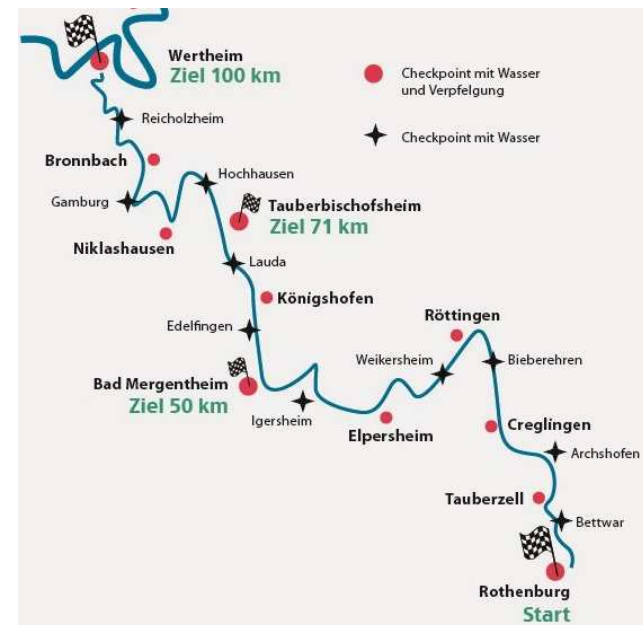 Wertheim
Ziel 100 km
Checkpoint mit Wasser
und Verpfelgung
Reicholzheim
Checkpoint mit Wasser
Bronnbach
Hochhausen
Gamburg
Tauberbischofsheim
Ziel 71 km
Niklashausen
Lauda
Königshofen
Edelfingen
Röttingen
Weikersheim
Bieberehren
Bad Mergentheim
Ziel 50 km
Igersheim
Elpersheim
Creglingen
Archshofen
Tauberzell
Bettwar
Rothenburg
Start